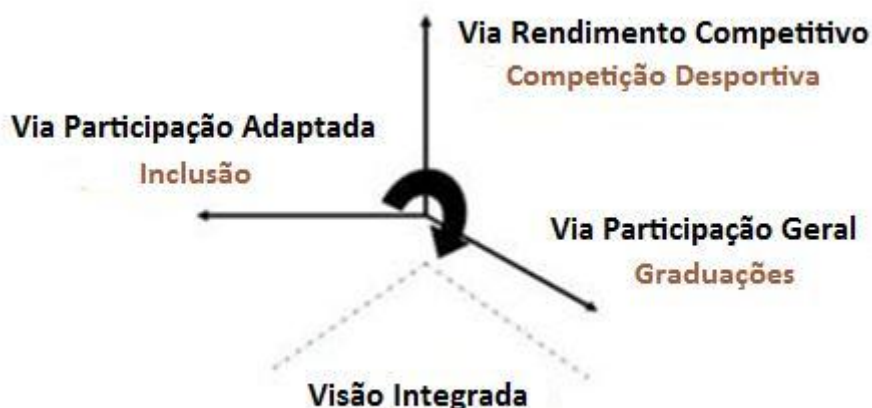 Via Rendimento Competitivo
Competição Desportiva
Via Participação Adaptada
Inclusão
Via Participação Geral
Graduações
Visão Integrada